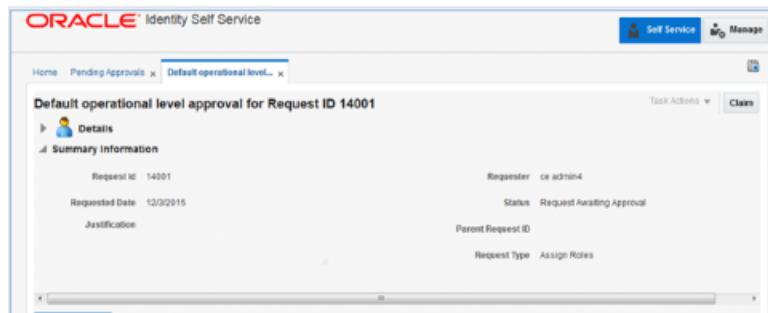 ORACLE® Identity Self Service
Self Service Manage
Home Pending Approvals x Default operational level... x
Default operational level approval for Request ID 14001
Task Actions Claim
Details
Summary Information
Request Id 14001 Requester ce admin4
Requested Date 12/3/2015 Status Request Awaiting Approval
Justification Parent Request ID
Request Type Assign Roles